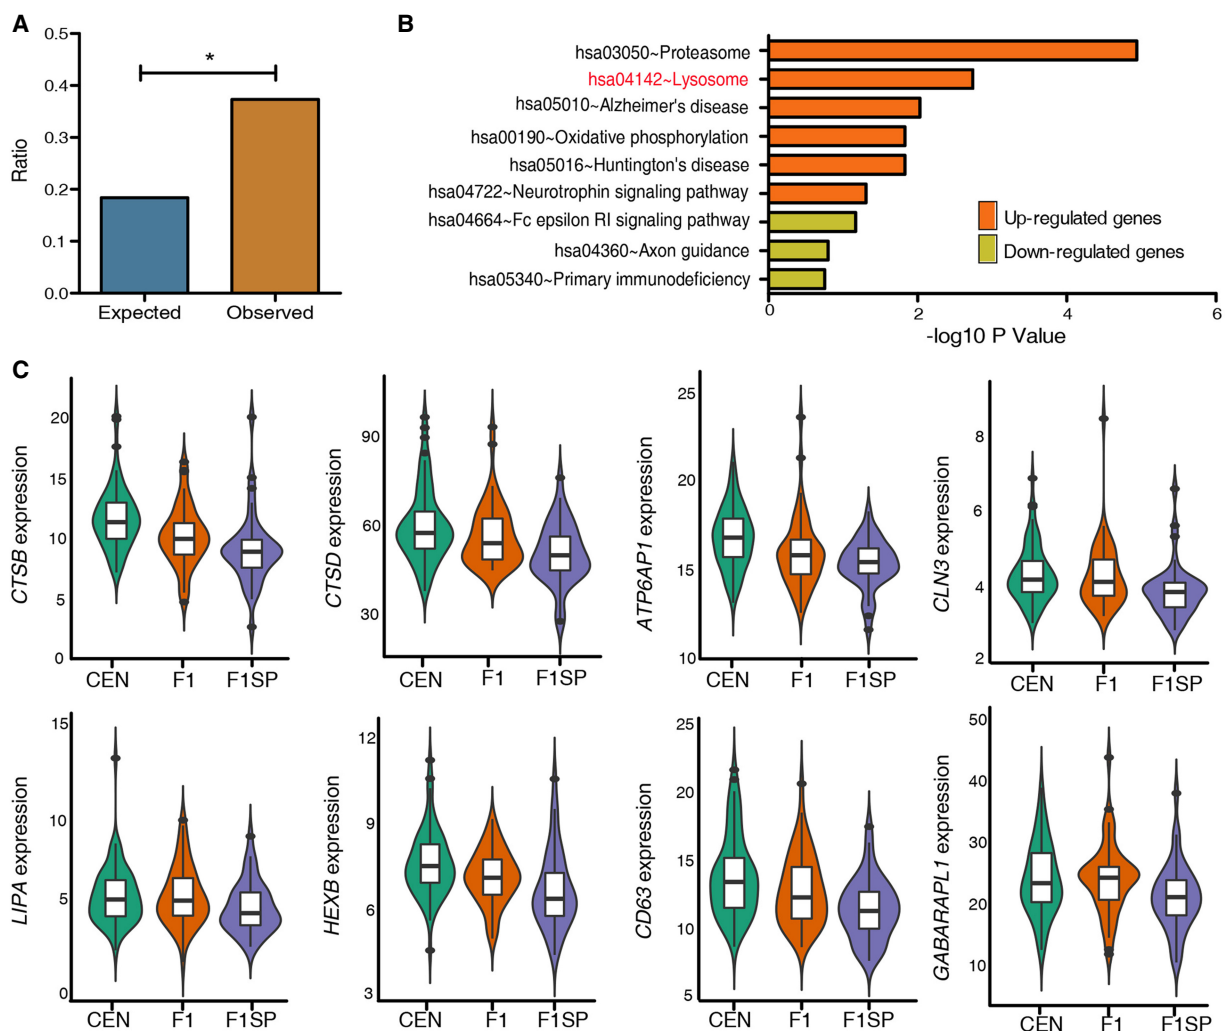 A
0.5
0.4
0.3
0.2
0.1
0.0
Ratio
*
Expected
Observed
B
hsa03050~Proteasome
hsa04142~Lysosome
hsa05010~Alzheimer's disease
hsa00190~Oxidative phosphorylation
hsa05016~Huntington's disease
hsa04722~Neurotrophin signaling pathway
hsa04664~Fc epsilon RI signaling pathway
hsa04360~Axon guidance
hsa05340~Primary immunodeficiency
Up-regulated genes
Down-regulated genes
0 2 4 6
-log10 P Value
C
CTSB expression
20
15
10
5
0
CEN F1 F1SP
CTSD expression
90
60
30
CEN F1 F1SP
ATP6AP1 expression
25
20
15
10
CEN F1 F1SP
CLN3 expression
8
6
4
2
CEN F1 F1SP
LIPA expression
15
10
5
0
CEN F1 F1SP
HEXB expression
12
9
6
3
CEN F1 F1SP
CD63 expression
25
20
15
10
5
CEN F1 F1SP
GABARAPL1 expression
50
40
30
20
10
CEN F1 F1SP